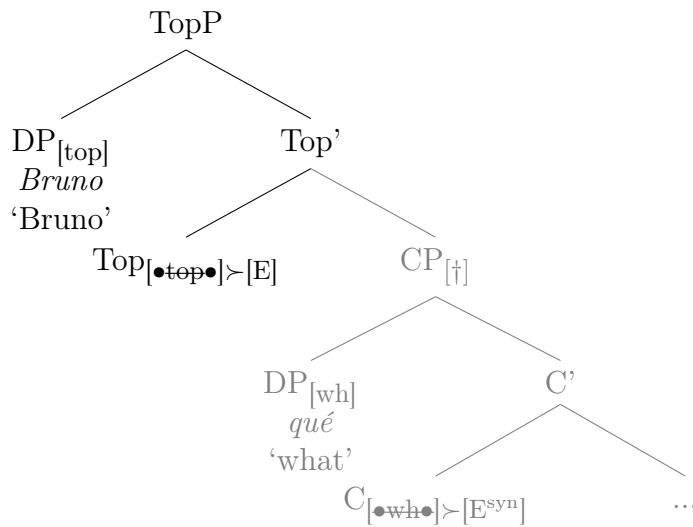 TopP
DP[top]
Bruno
‘Bruno’
Top’
Top[●top●]≻[E]
CP[†]
DP[wh]
qué
‘what’
C’
C[●wh●]≻[Esyn]
...